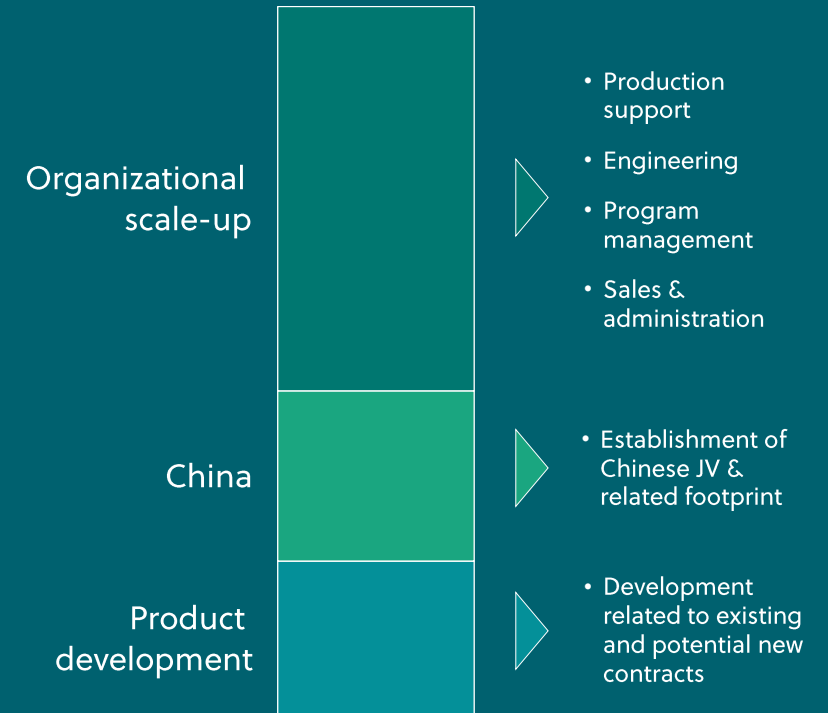 Organizational
scale-up
• Production
support
• Engineering
• Program
management
• Sales &
administration
China
• Establishment of
Chinese JV &
related footprint
Product
development
• Development
related to existing
and potential new
contracts